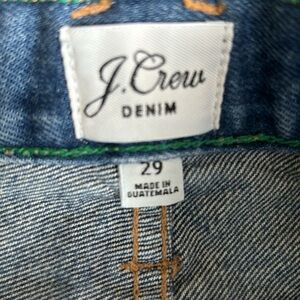 J.Crew
DENIM
29
MADE IN
GUATEMALA